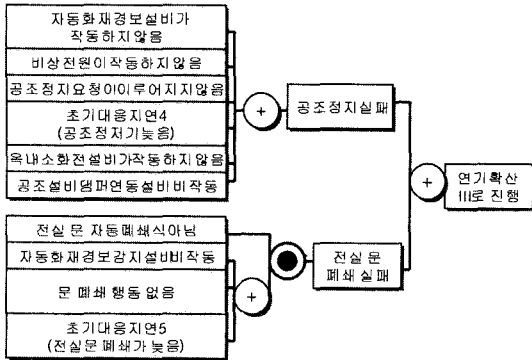 자동화재경보설비가
작동하지않음
비상전원이작동하지않음
공조정지요청이이루어지지않음
초기대응지연4
(공조정지가늦음)
옥내소화전설비가작동하지않음
공조설비댐퍼연동설비비작동
+
공조정지실패
+
연기확산
III로 진행
전실 문 자동폐쇄식아님
자동화재경보감지설비비작동
문 폐쇄 행동 없음
초기대응지연5
(전실문폐쇄가 늦음)
+
전실 문
폐쇄 실패